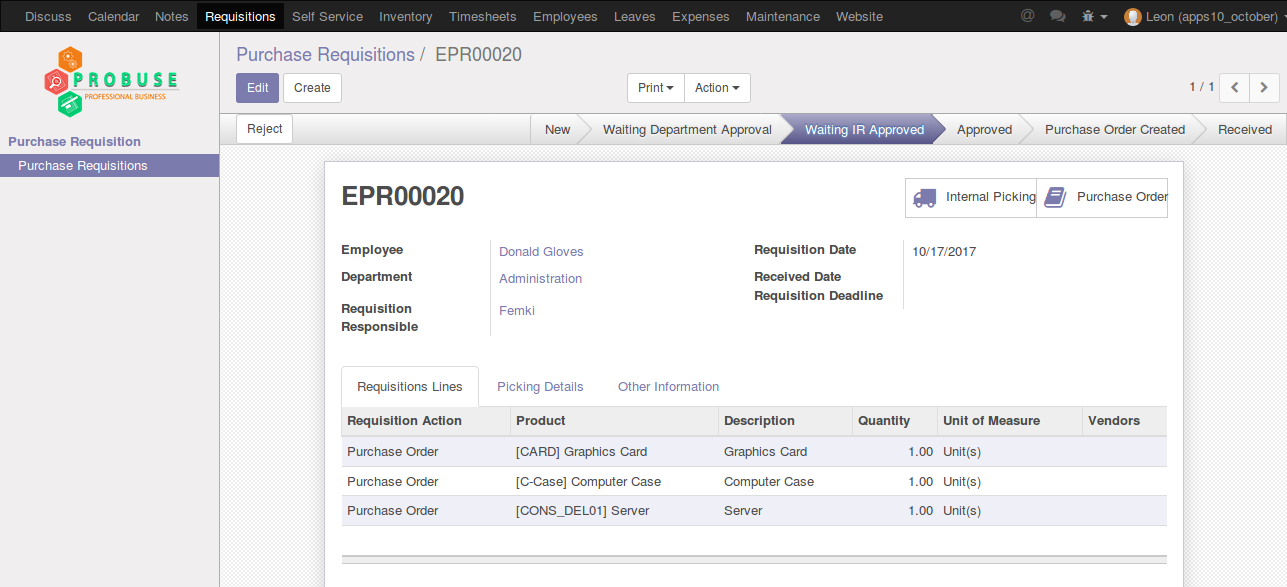 Discuss Calendar Notes Requisitions Self Service Inventory Timesheets Employees Leaves Expenses Maintenance Website @ Leon (apps10_october)
PROBUSE
PROFESSIONAL BUSINESS
Purchase Requisition
Purchase Requisitions
Purchase Requisitions / EPR00020
Edit Create Print Action 1 / 1
Reject New Waiting Department Approval Waiting IR Approved Approved Purchase Order Created Received
EPR00020
Internal Picking Purchase Order
Employee Donald Gloves Requisition Date 10/17/2017
Department Administration Received Date
Requisition Deadline
Requisition Responsible Femki
Requisitions Lines Picking Details Other Information
Requisition Action Product Description Quantity Unit of Measure Vendors
Purchase Order [CARD] Graphics Card Graphics Card 1.00 Unit(s)
Purchase Order [C-Case] Computer Case Computer Case 1.00 Unit(s)
Purchase Order [CONS_DEL01] Server Server 1.00 Unit(s)